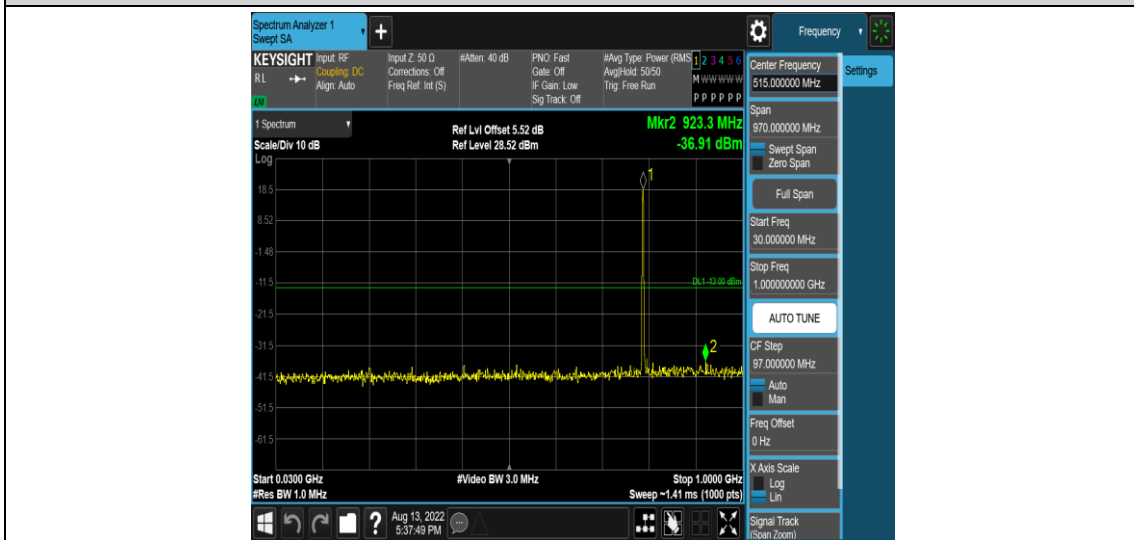 Spectrum Analyzer 1
Swept SA
+
Frequency
KEYSIGHT
RL
LXI
Input: RF
Coupling: DC
Align: Auto
Input Z: 50 Ω
Corrections: Off
Freq Ref: Int (S)
#Atten: 40 dB
PNO: Fast
Gate: Off
IF Gain: Low
Sig Track: Off
#Avg Type: Power (RMS
Avg|Hold: 50/50
Trig: Free Run
1 2 3 4 5 6
M W W W W W
P P P P P P
Center Frequency
515.000000 MHz
Settings
Span
970.000000 MHz
Swept Span
Zero Span
Full Span
Start Freq
30.000000 MHz
Stop Freq
1.000000000 GHz
AUTO TUNE
CF Step
97.000000 MHz
Auto
Man
Freq Offset
0 Hz
X Axis Scale
Log
Lin
Signal Track
(Span Zoom)
1 Spectrum
Scale/Div 10 dB
Log
Ref Lvl Offset 5.52 dB
Ref Level 28.52 dBm
Mkr2 923.3 MHz
-36.91 dBm
1
18.5
8.52
-1.48
-11.5
DL1 -13.00 dBm
-21.5
-31.5
2
-41.5
-51.5
-61.5
Start 0.0300 GHz
#Video BW 3.0 MHz
Stop 1.0000 GHz
#Res BW 1.0 MHz
Sweep ~1.41 ms (1000 pts)
?
Aug 13, 2022
5:37:49 PM